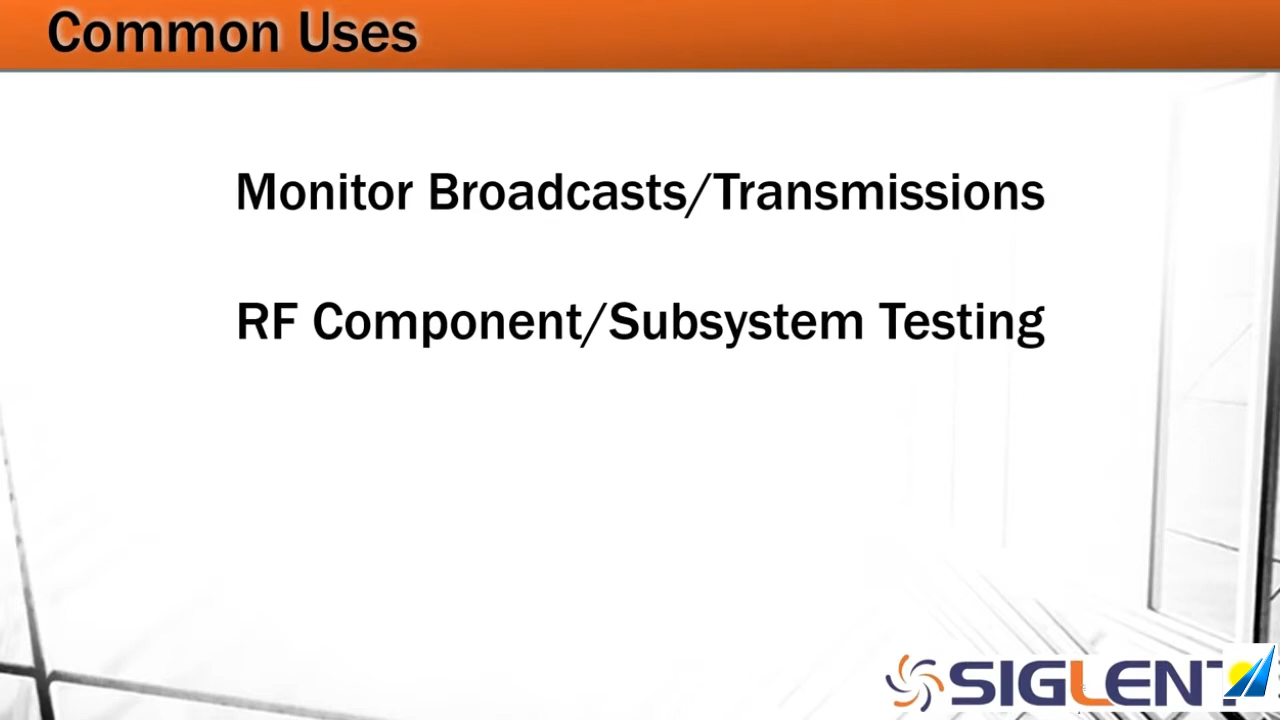 Common Uses
Monitor Broadcasts/Transmissions
RF Component/Subsystem Testing
SIGLENT